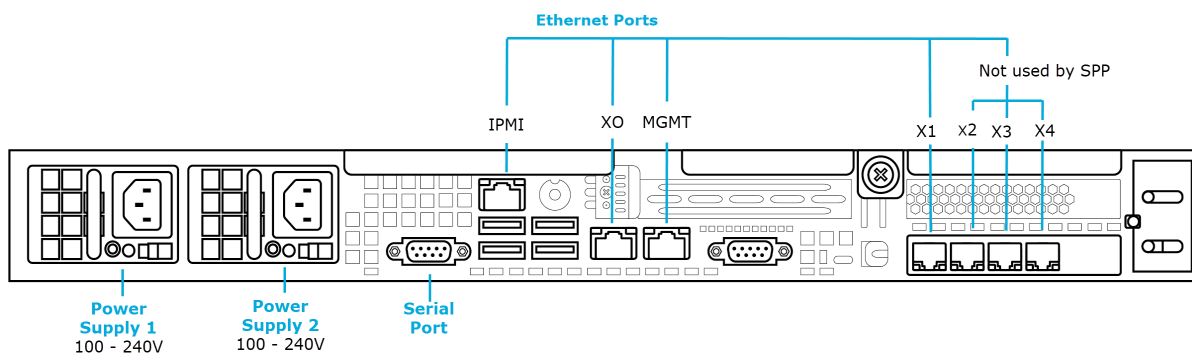 Ethernet Ports
Not used by SPP
IPMI
XO
MGMT
X1
x2
X3
X4
Power
Supply 1
100 - 240V
Power
Supply 2
100 - 240V
Serial
Port